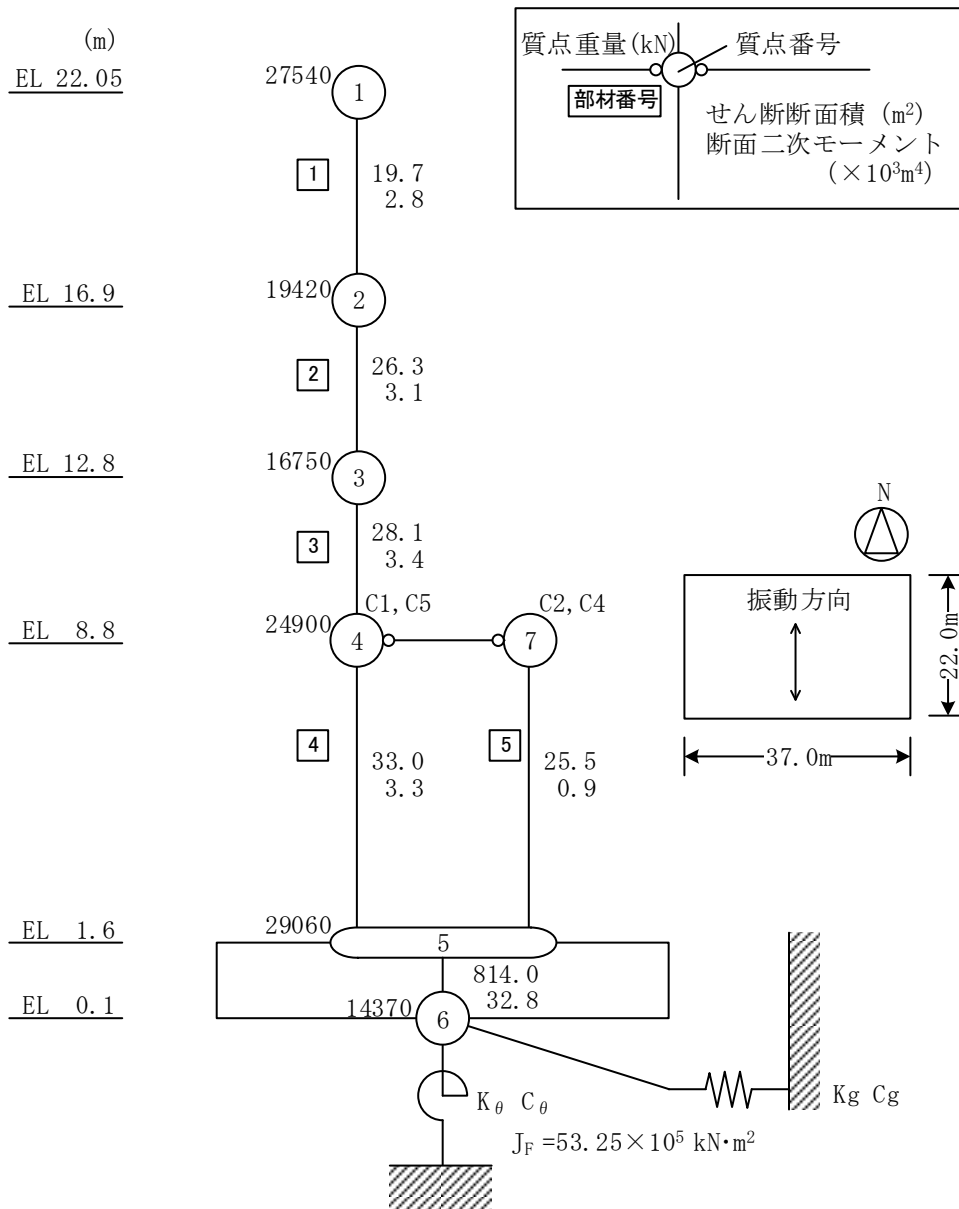 (m)
EL 22.05
27540
1
1
19.7
2.8
EL 16.9
19420
2
2
26.3
3.1
EL 12.8
16750
3
3
28.1
3.4
EL 8.8
24900
C1, C5
4
C2, C4
7
4
33.0
3.3
5
25.5
0.9
EL 1.6
29060
5
814.0
32.8
EL 0.1
14370
6
Kθ Cθ
Kg Cg
J_F =53.25×10⁵ kN·m²
質点重量(kN)
質点番号
部材番号
せん断断面積 (m²)
断面二次モーメント
(×10³m⁴)
N
振動方向
22.0m
37.0m